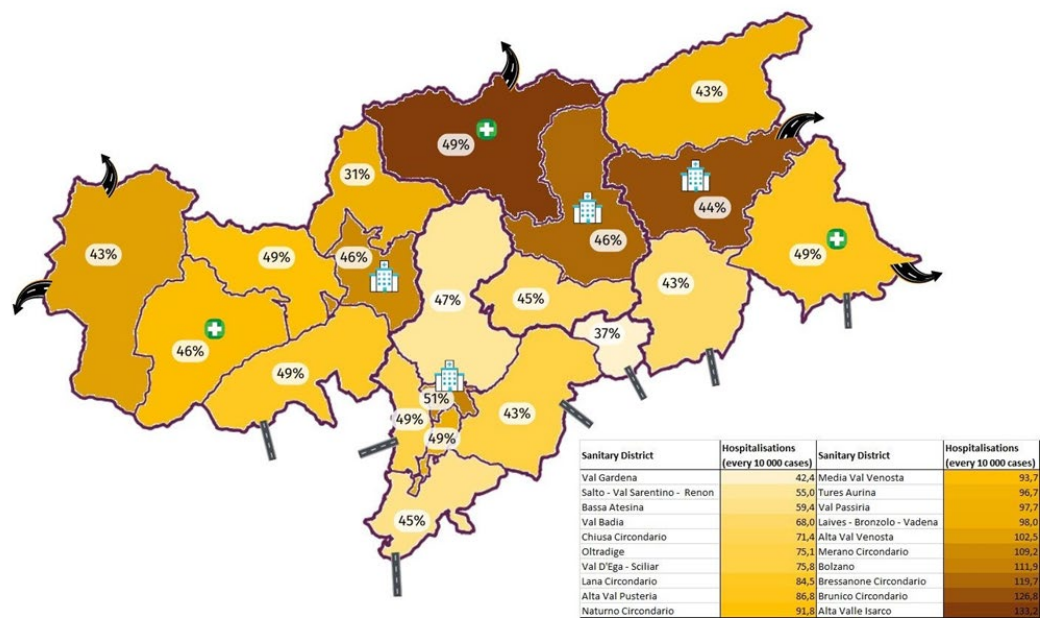 43%
49%
31%
44%
43%
49%
46%
46%
49%
47%
45%
43%
37%
46%
49%
51%
49%
43%
49%
45%
Sanitary District Hospitalisations (every 10 000 cases) Sanitary District Hospitalisations (every 10 000 cases)
Val Gardena 42,4 Media Val Venosta 93,7
Salto - Val Sarentino - Renon 55,0 Tures Aurina 96,7
Bassa Atesina 59,4 Val Passiria 97,7
Val Badia 68,0 Laives - Bronzolo - Vadena 98,0
Chiusa Circondario 71,4 Alta Val Venosta 102,5
Oltradige 75,1 Merano Circondario 109,2
Val D'Ega - Sciliar 75,8 Bolzano 111,9
Lana Circondario 84,5 Bressanone Circondario 119,7
Alta Val Pusteria 86,8 Brunico Circondario 126,8
Naturno Circondario 91,8 Alta Valle Isarco 133,2